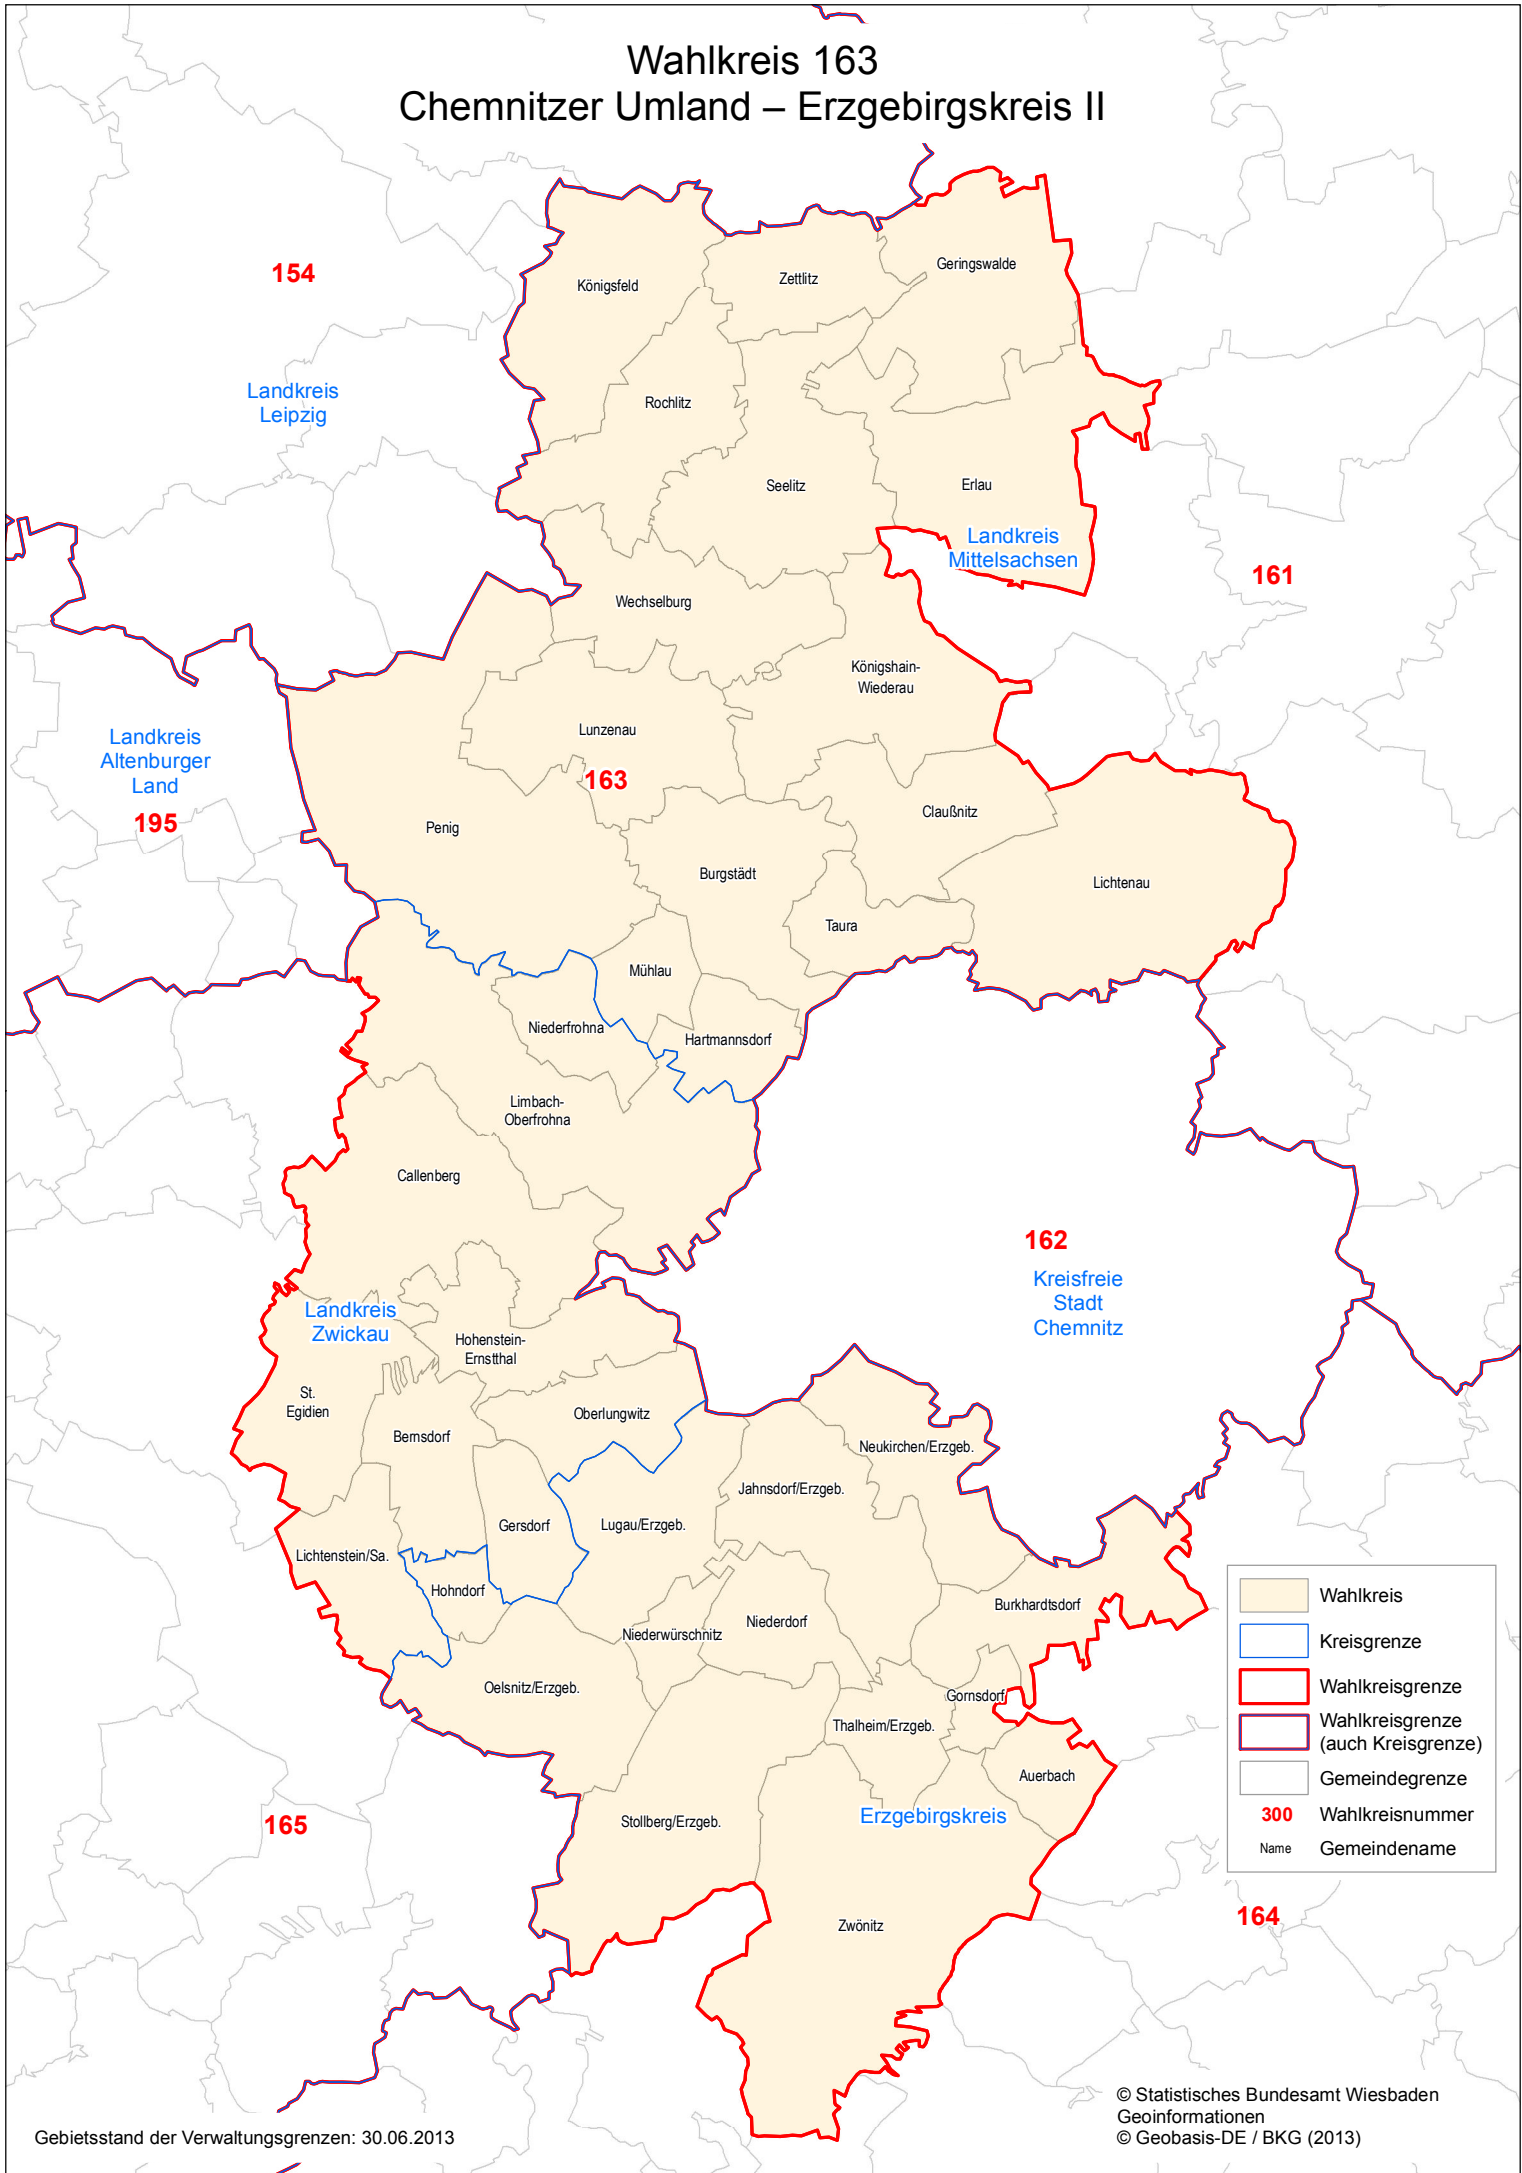 Wahlkreis 163
Chemnitzer Umland – Erzgebirgskreis II
154
Landkreis
Leipzig
Königsfeld
Zettlitz
Geringswalde
Rochlitz
Seelitz
Erlau
Landkreis
Mittelsachsen
161
Wechselburg
Königshain-
Wiederau
Lunzenau
163
Landkreis
Altenburger
Land
195
Penig
Claußnitz
Burgstädt
Lichtenau
Taura
Mühlau
Niederfrohna
Hartmannsdorf
Limbach-
Oberfrohna
Callenberg
162
Kreisfreie
Stadt
Chemnitz
Landkreis
Zwickau
Hohenstein-
Ernstthal
St.
Egidien
Bernsdorf
Oberlungwitz
Neukirchen/Erzgeb.
Jahnsdorf/Erzgeb.
Gersdorf
Lugau/Erzgeb.
Lichtenstein/Sa.
Hohndorf
Burkhardtsdorf
Niederwürschnitz
Niederdorf
Oelsnitz/Erzgeb.
Gornsdorf
Thalheim/Erzgeb.
Auerbach
Stollberg/Erzgeb.
Erzgebirgskreis
165
Zwönitz
164
Wahlkreis
Kreisgrenze
Wahlkreisgrenze
Wahlkreisgrenze
(auch Kreisgrenze)
Gemeindegrenze
300 Wahlkreisnummer
Name Gemeindename
Gebietsstand der Verwaltungsgrenzen: 30.06.2013
© Statistisches Bundesamt Wiesbaden
Geoinformationen
© Geobasis-DE / BKG (2013)